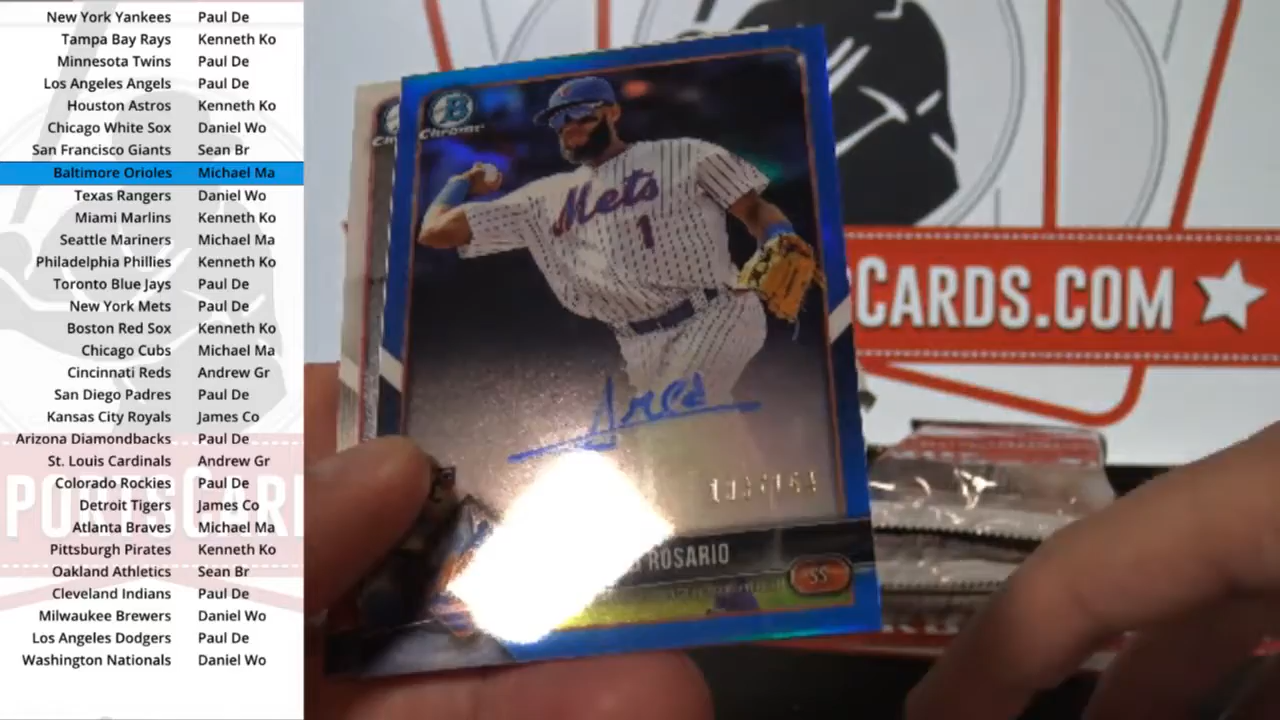 New York Yankees Paul De
Tampa Bay Rays Kenneth Ko
Minnesota Twins Paul De
Los Angeles Angels Paul De
Houston Astros Kenneth Ko
Chicago White Sox Daniel Wo
San Francisco Giants Sean Br
Baltimore Orioles Michael Ma
Texas Rangers Daniel Wo
Miami Marlins Kenneth Ko
Seattle Mariners Michael Ma
Philadelphia Phillies Kenneth Ko
Toronto Blue Jays Paul De
New York Mets Paul De
Boston Red Sox Kenneth Ko
Chicago Cubs Michael Ma
Cincinnati Reds Andrew Gr
San Diego Padres Paul De
Kansas City Royals James Co
Arizona Diamondbacks Paul De
St. Louis Cardinals Andrew Gr
Colorado Rockies Paul De
Detroit Tigers James Co
Atlanta Braves Michael Ma
Pittsburgh Pirates Kenneth Ko
Oakland Athletics Sean Br
Cleveland Indians Paul De
Milwaukee Brewers Daniel Wo
Los Angeles Dodgers Paul De
Washington Nationals Daniel Wo
PORTSCAR
B
Chrome
Mets
1
ROSARIO
SS
CARDS.COM